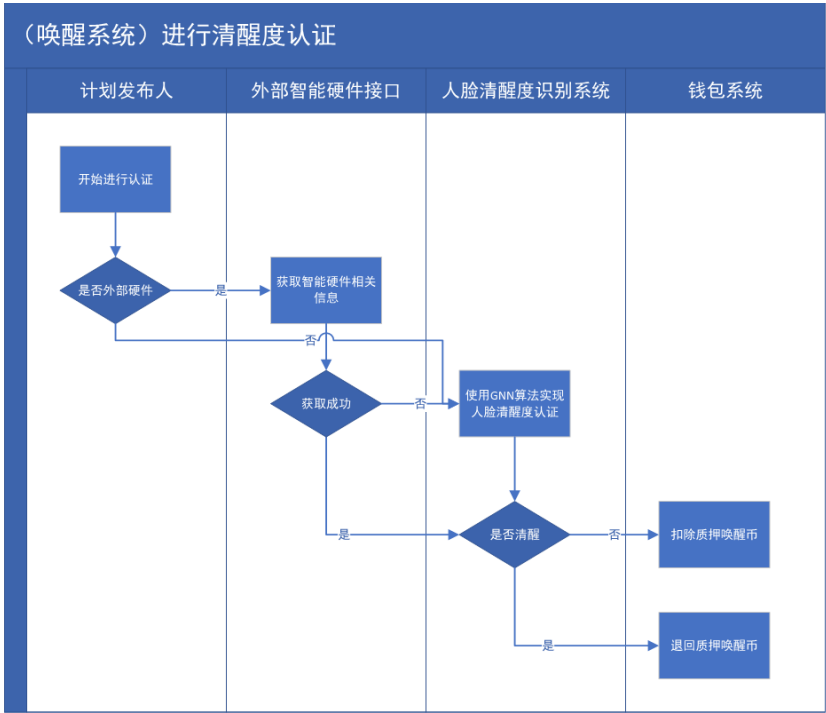 （唤醒系统）进行清醒度认证
计划发布人
外部智能硬件接口
人脸清醒度识别系统
钱包系统
开始进行认证
是否外部硬件
是
获取智能硬件相关
信息
否
获取成功
否
使用GNN算法实现
人脸清醒度认证
是
是否清醒
否
扣除质押唤醒币
是
退回质押唤醒币